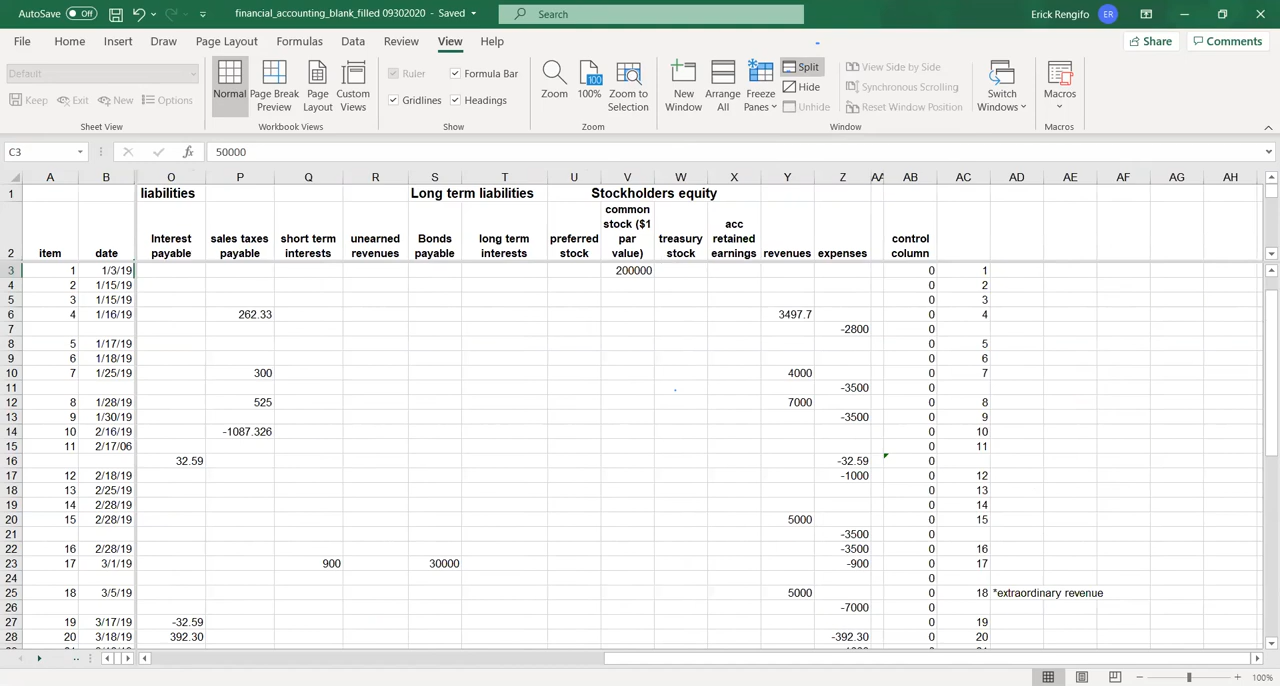 AutoSave Off financial_accounting_blank_filled 09302020 - Saved Search Erick Rengifo ER
File Home Insert Draw Page Layout Formulas Data Review View Help Share Comments
Default
Keep Exit New Options
Sheet View
Normal Page Break Preview Page Layout Custom Views
Workbook Views
Ruler Formula Bar
Gridlines Headings
Show
Zoom 100% Zoom to Selection
Zoom
New Window Arrange All Freeze Panes
Split View Side by Side
Hide Synchronous Scrolling
Unhide Reset Window Position
Switch Windows
Window
Macros
Macros
C3 fx 50000
A B O P Q R S T U V W X Y Z AA AB AC AD AE AF AG AH
1 liabilities Long term liabilities Stockholders equity
2 item date Interest payable sales taxes payable short term interests unearned revenues Bonds payable long term interests preferred stock common stock ($1 par value) treasury stock acc retained earnings revenues expenses control column
3 1 1/3/19 200000 0 1
4 2 1/15/19 0 2
5 3 1/15/19 0 3
6 4 1/16/19 262.33 3497.7 0 4
7 -2800 0
8 5 1/17/19 0 5
9 6 1/18/19 0 6
10 7 1/25/19 300 4000 0 7
11 -3500 0
12 8 1/28/19 525 7000 0 8
13 9 1/30/19 -3500 0 9
14 10 2/16/19 -1087.326 0 10
15 11 2/17/06 0 11
16 32.59 -32.59 0
17 12 2/18/19 -1000 0 12
18 13 2/25/19 0 13
19 14 2/28/19 0 14
20 15 2/28/19 5000 0 15
21 -3500 0
22 16 2/28/19 -3500 0 16
23 17 3/1/19 900 30000 -900 0 17
24 0
25 18 3/5/19 5000 0 18 *extraordinary revenue
26 -7000 0
27 19 3/17/19 -32.59 0 19
28 20 3/18/19 392.30 -392.30 0 20
100%